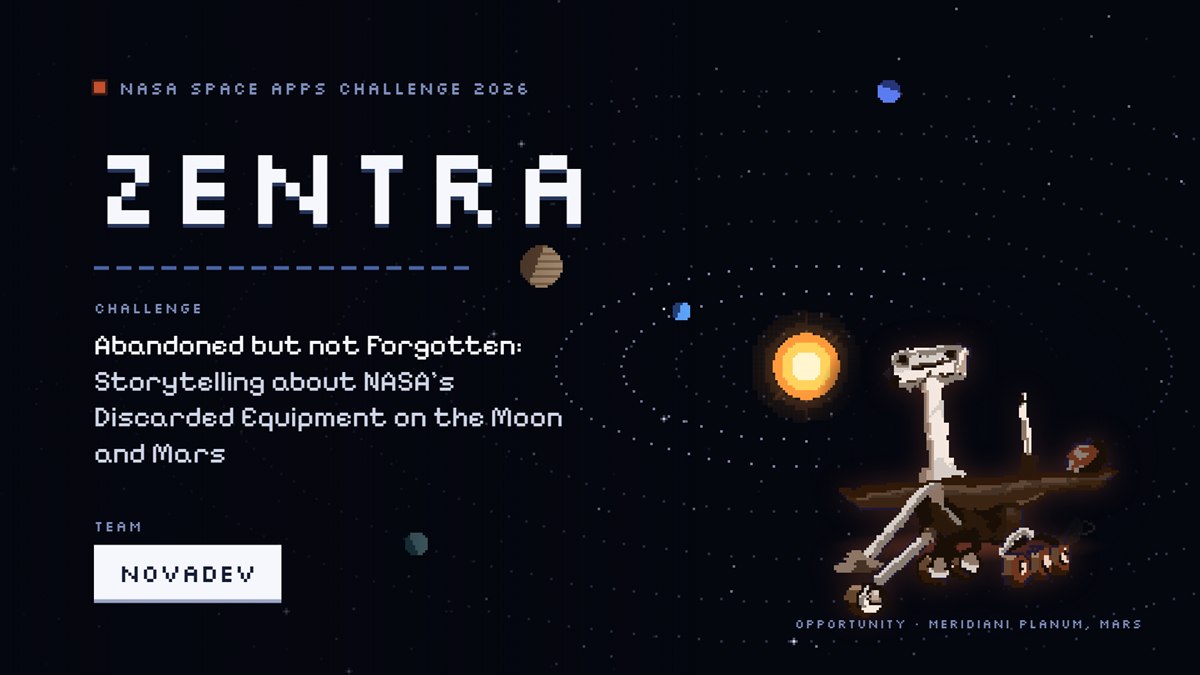 NASA SPACE APPS CHALLENGE 2026
ZENTRA
CHALLENGE
Abandoned but not Forgotten:
Storytelling about NASA's
Discarded Equipment on the Moon
and Mars
TEAM
NOVADEV
OPPORTUNITY · MERIDIANI PLANUM, MARS